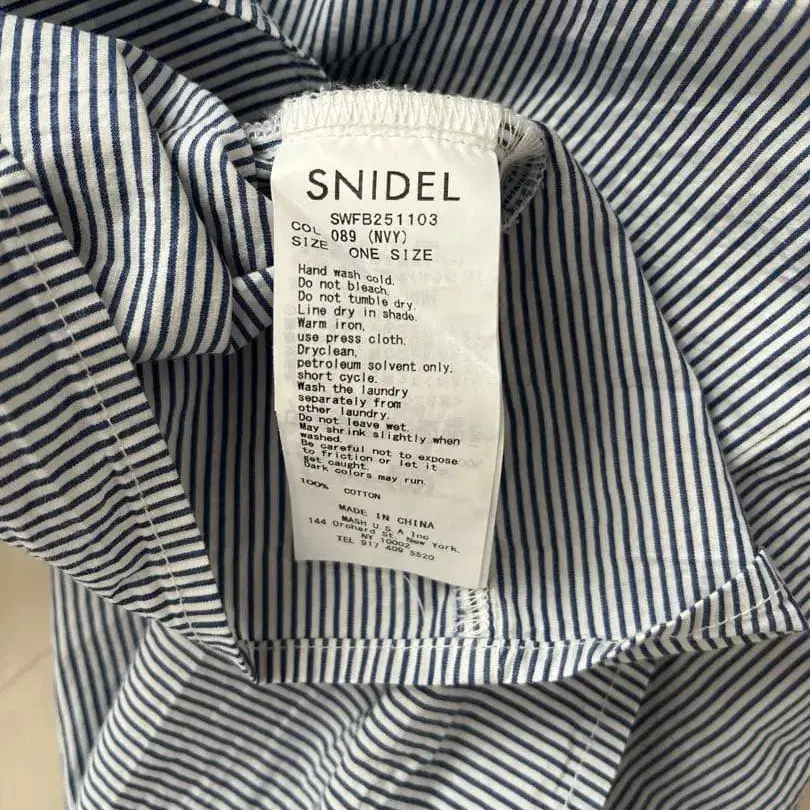 SNIDEL
SWFB251103
COL 089 (NVY)
SIZE ONE SIZE
Hand wash cold.
Do not bleach.
Do not tumble dry.
Line dry in shade.
Warm iron.
use press cloth.
Dryclean,
petroleum solvent only.
short cycle.
Wash the laundry
separately from
other laundry.
Do not leave wet.
May shrink slightly when
washed.
Be careful not to expose
to friction or let it
get caught.
Dark colors may run.
100% COTTON
MADE IN CHINA
MASH U S A Inc
144 Orchard St. New York,
NY 10002
TEL 917 409 5520